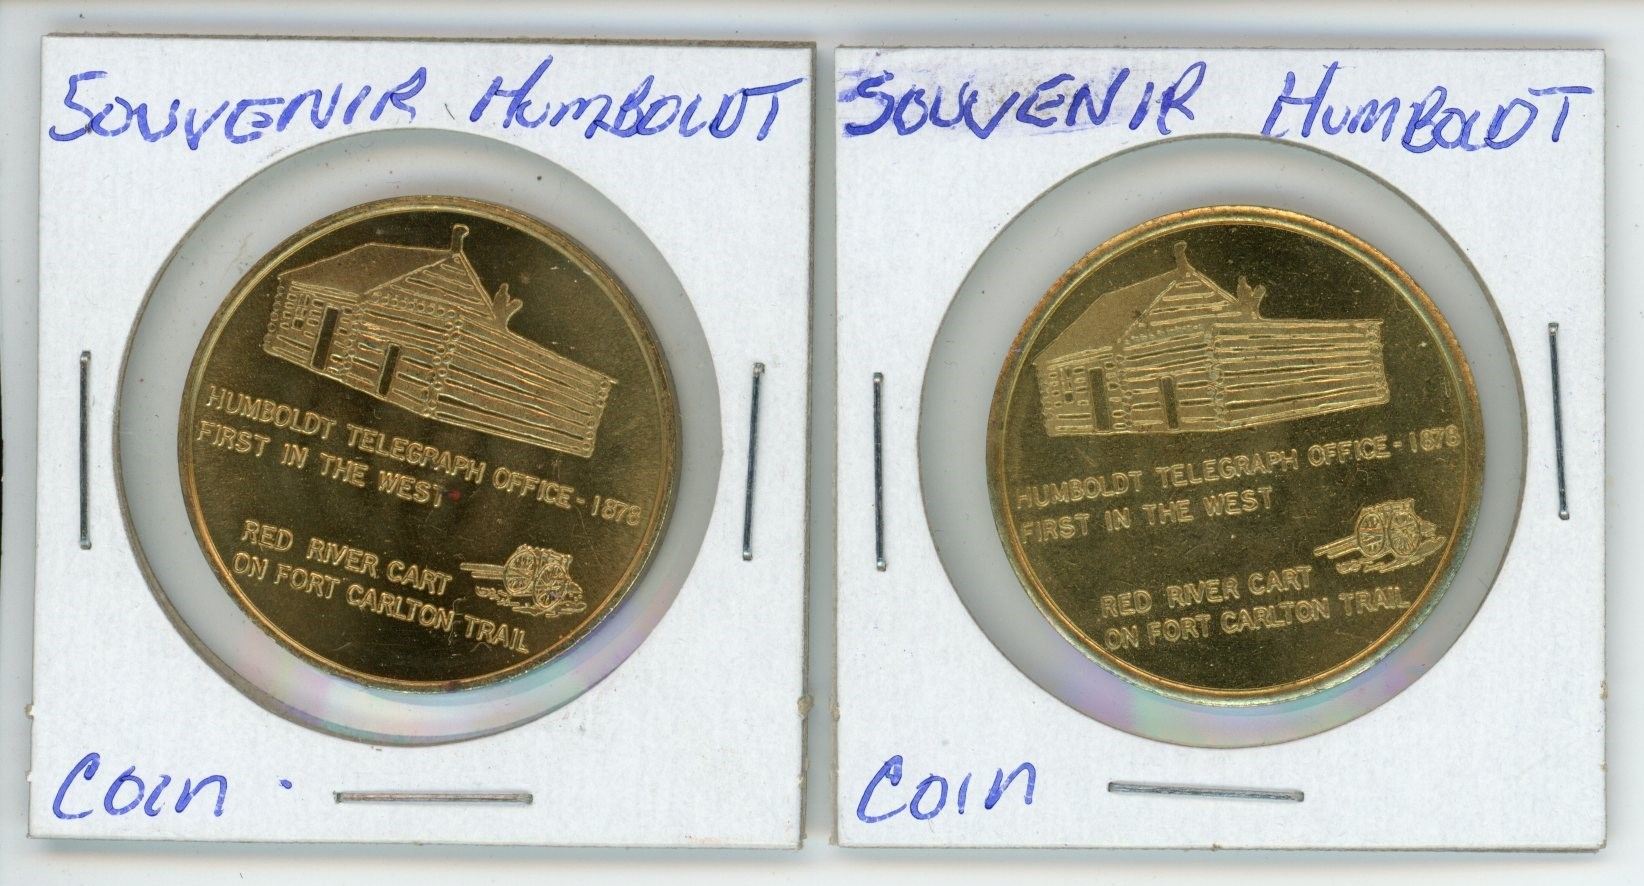 SOUVENIR HUMBOLDT
HUMBOLDT TELEGRAPH OFFICE - 1878
FIRST IN THE WEST
RED RIVER CART
ON FORT CARLTON TRAIL
COIN.
SOUVENIR HUMBOLDT
HUMBOLDT TELEGRAPH OFFICE - 1878
FIRST IN THE WEST
RED RIVER CART
ON FORT CARLTON TRAIL
COIN